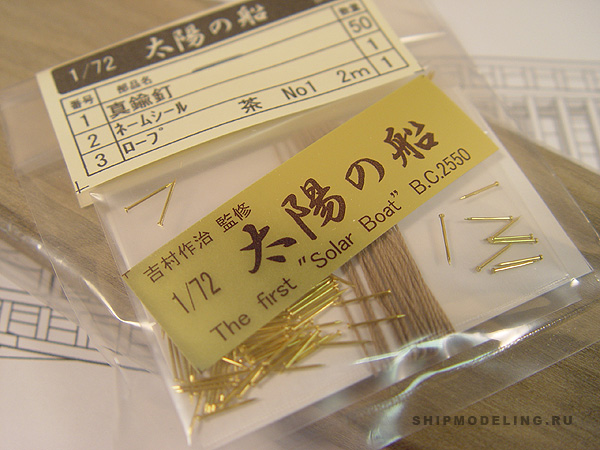 1/72 太陽の船
番号 部品名 数量
1 真鍮釘 50
2 ネームシール 1
3 ロープ 茶 No1 2m 1
吉村作治 監修
1/72 太陽の船
The first "Solar Boat" B.C.2550
SHIPMODELING.RU